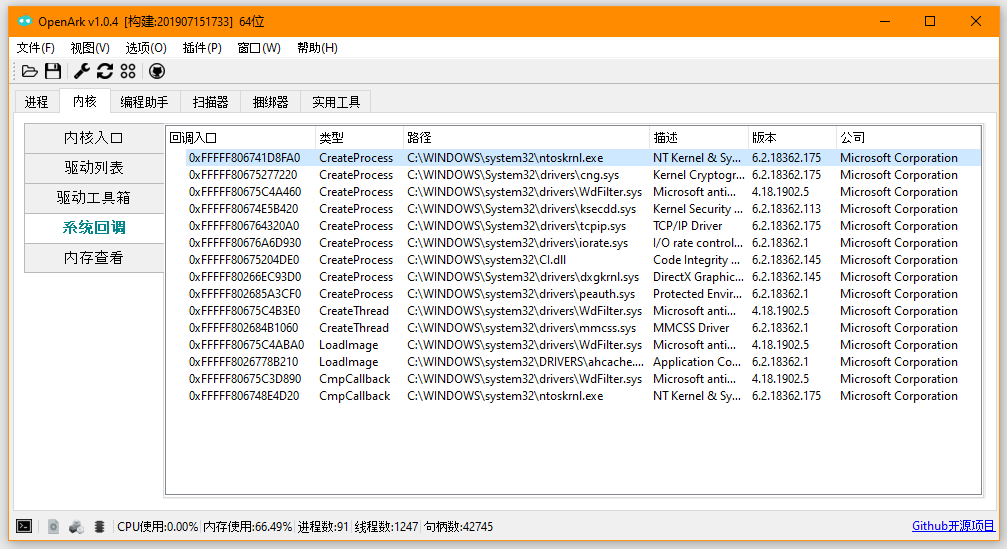 OpenArk v1.0.4 [构建:201907151733] 64位
文件(F) 视图(V) 选项(O) 插件(P) 窗口(W) 帮助(H)
进程 内核 编程助手 扫描器 捆绑器 实用工具
内核入口
驱动列表
驱动工具箱
系统回调
内存查看
回调入口 类型 路径 描述 版本 公司
0xFFFFF806741D8FA0 CreateProcess C:\WINDOWS\system32\ntoskrnl.exe NT Kernel & Sy... 6.2.18362.175 Microsoft Corporation
0xFFFFF80675277220 CreateProcess C:\WINDOWS\System32\drivers\cng.sys Kernel Cryptogr... 6.2.18362.175 Microsoft Corporation
0xFFFFF80675C4A460 CreateProcess C:\WINDOWS\system32\drivers\WdFilter.sys Microsoft anti... 4.18.1902.5 Microsoft Corporation
0xFFFFF80674E5B420 CreateProcess C:\WINDOWS\System32\drivers\ksecdd.sys Kernel Security ... 6.2.18362.113 Microsoft Corporation
0xFFFFF806764320A0 CreateProcess C:\WINDOWS\System32\drivers\tcpip.sys TCP/IP Driver 6.2.18362.175 Microsoft Corporation
0xFFFFF80676A6D930 CreateProcess C:\WINDOWS\system32\drivers\iorate.sys I/O rate control... 6.2.18362.1 Microsoft Corporation
0xFFFFF80675204DE0 CreateProcess C:\WINDOWS\System32\CI.dll Code Integrity ... 6.2.18362.145 Microsoft Corporation
0xFFFFF80266EC93D0 CreateProcess C:\WINDOWS\System32\drivers\dxgkrnl.sys DirectX Graphic... 6.2.18362.145 Microsoft Corporation
0xFFFFF802685A3CF0 CreateProcess C:\WINDOWS\system32\drivers\peauth.sys Protected Envir... 6.2.18362.1 Microsoft Corporation
0xFFFFF80675C4B3E0 CreateThread C:\WINDOWS\system32\drivers\WdFilter.sys Microsoft anti... 4.18.1902.5 Microsoft Corporation
0xFFFFF802684B1060 CreateThread C:\WINDOWS\system32\drivers\mmcss.sys MMCSS Driver 6.2.18362.1 Microsoft Corporation
0xFFFFF80675C4ABA0 LoadImage C:\WINDOWS\system32\drivers\WdFilter.sys Microsoft anti... 4.18.1902.5 Microsoft Corporation
0xFFFFF8026778B210 LoadImage C:\WINDOWS\system32\DRIVERS\ahcache.... Application Co... 6.2.18362.1 Microsoft Corporation
0xFFFFF80675C3D890 CmpCallback C:\WINDOWS\system32\drivers\WdFilter.sys Microsoft anti... 4.18.1902.5 Microsoft Corporation
0xFFFFF806748E4D20 CmpCallback C:\WINDOWS\system32\ntoskrnl.exe NT Kernel & Sy... 6.2.18362.175 Microsoft Corporation
CPU使用:0.00% 内存使用:66.49% 进程数:91 线程数:1247 句柄数:42745 Github开源项目